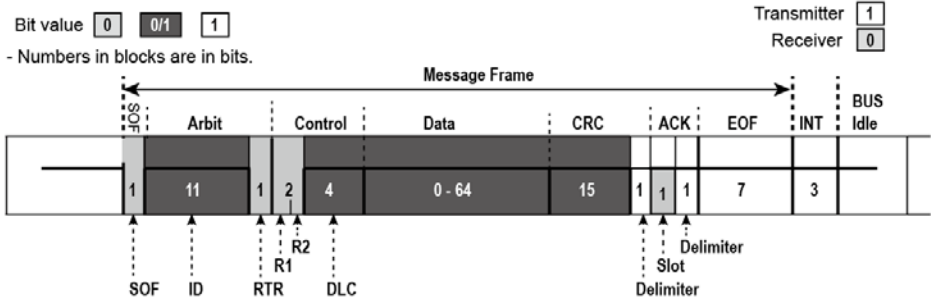 Bit value 0 0/1 1
Transmitter 1
Receiver 0
- Numbers in blocks are in bits.
Message Frame
SOF Arbit Control Data CRC ACK EOF INT BUS Idle
1 11 1 2 4 0 - 64 15 1 1 1 7 3
R2
Delimiter
R1
Slot
SOF ID RTR DLC Delimiter